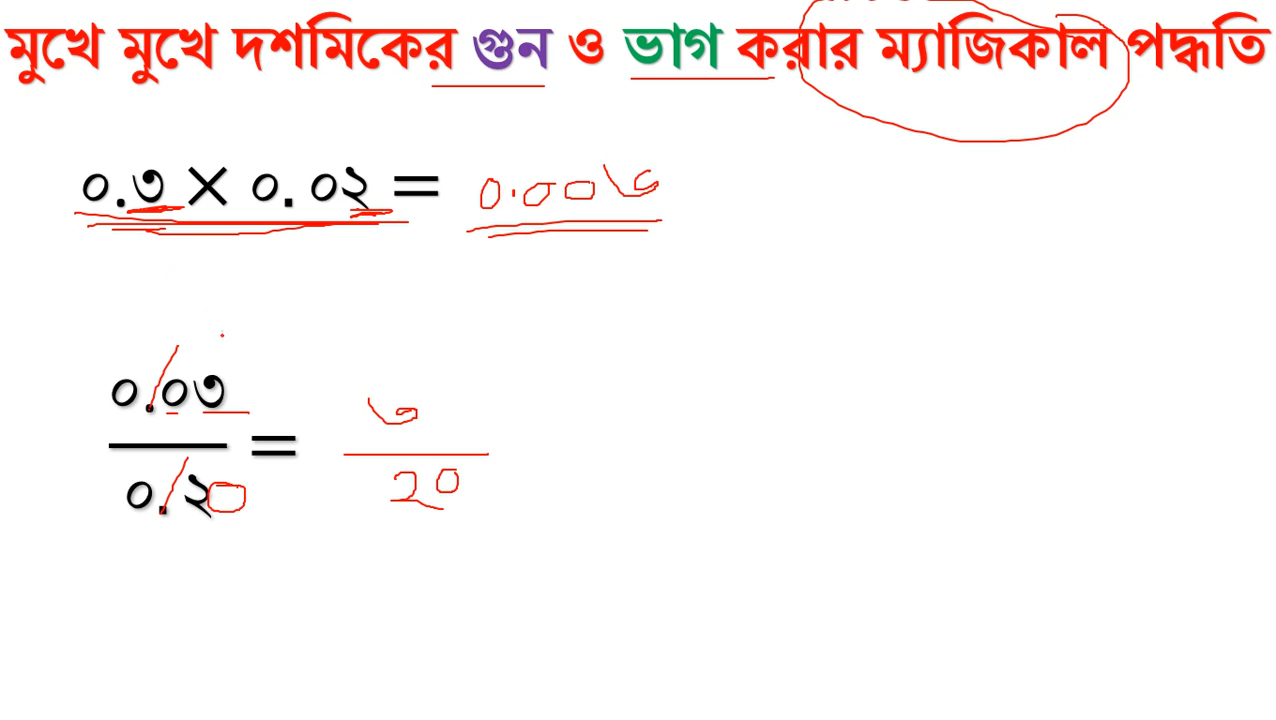 মুখে মুখে দশমিকের গুন ও ভাগ করার ম্যাজিকাল পদ্ধতি
০.৩ × ০.০২ = ০.০০৬
০.০৩
০.২০
= ৩
২০